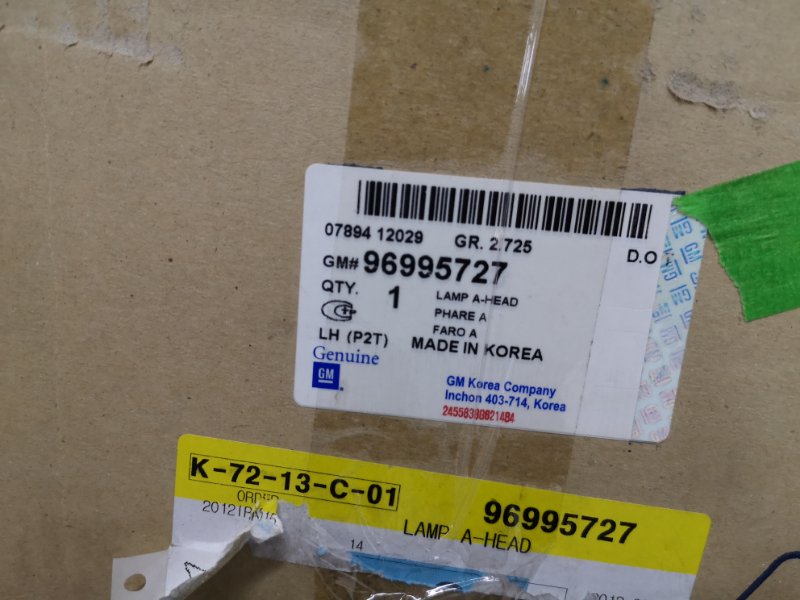 07894 12029 GR. 2.725 D.O
GM# 96995727
QTY. 1 LAMP A-HEAD
PHARE A
FARO A
LH (P2T) MADE IN KOREA
Genuine
GM
GM Korea Company
Inchon 403-714, Korea
K-72-13-C-01
96995727
LAMP A-HEAD
14